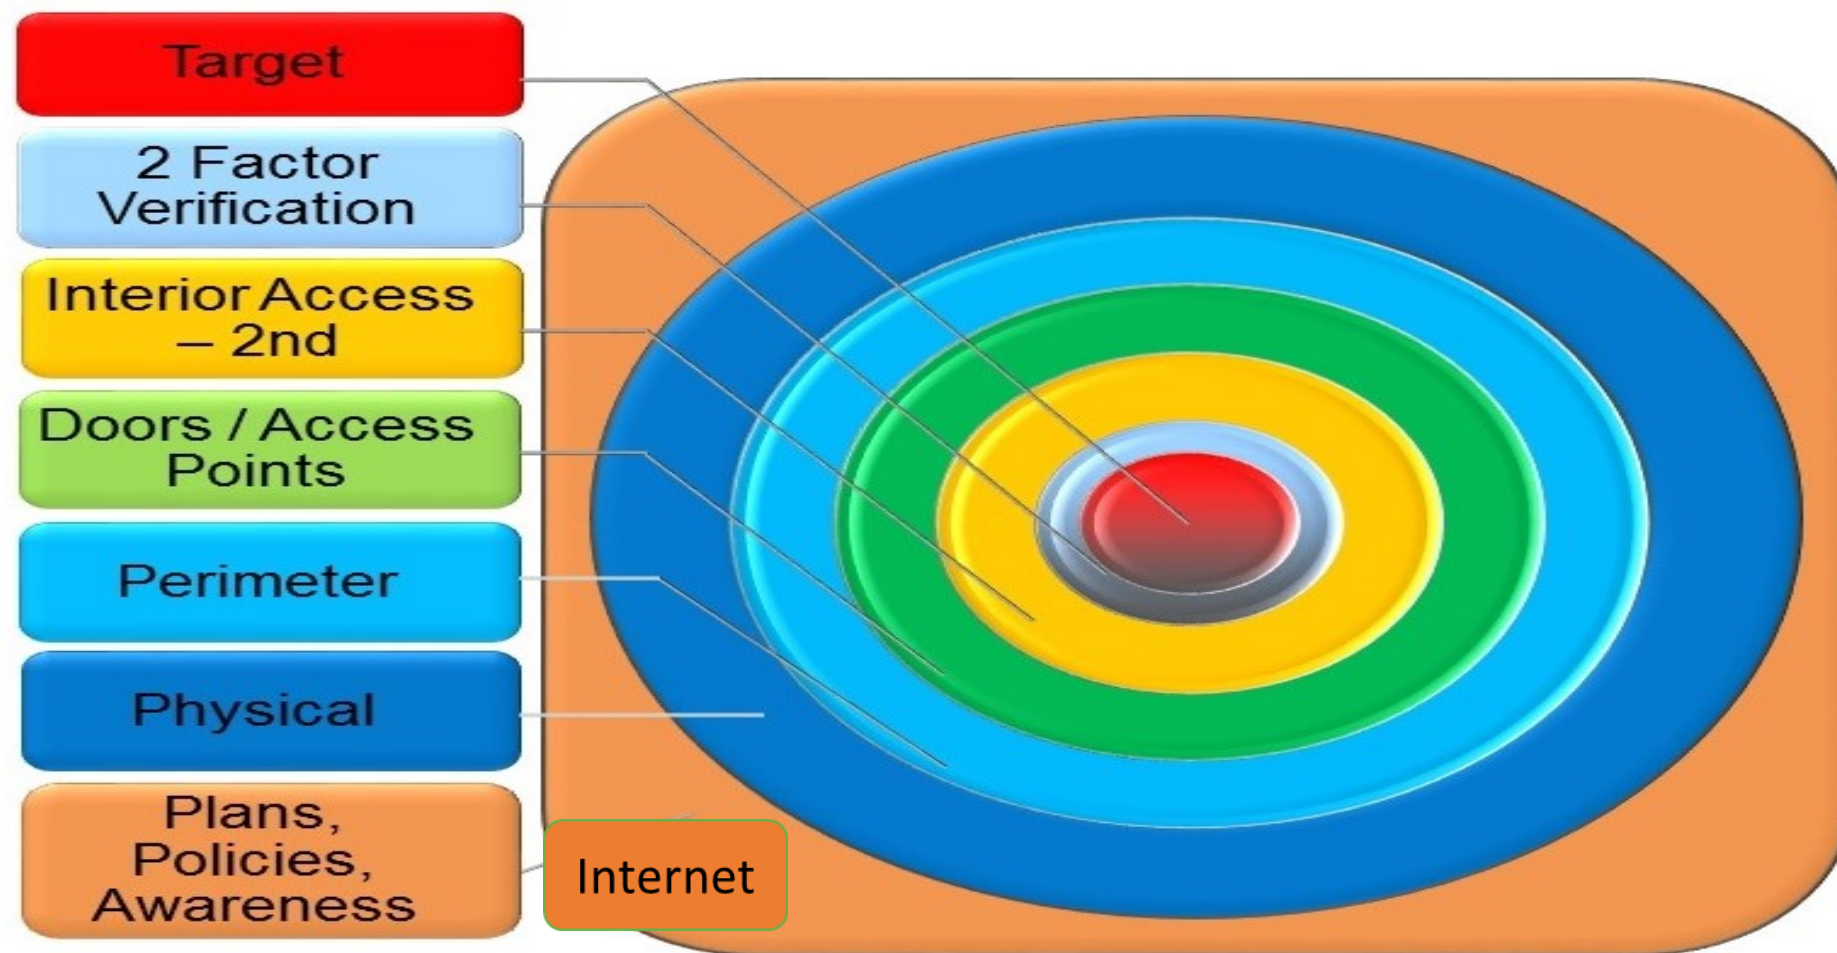 Target
2 Factor
Verification
Interior Access
– 2nd
Doors / Access
Points
Perimeter
Physical
Plans,
Policies,
Awareness
Internet